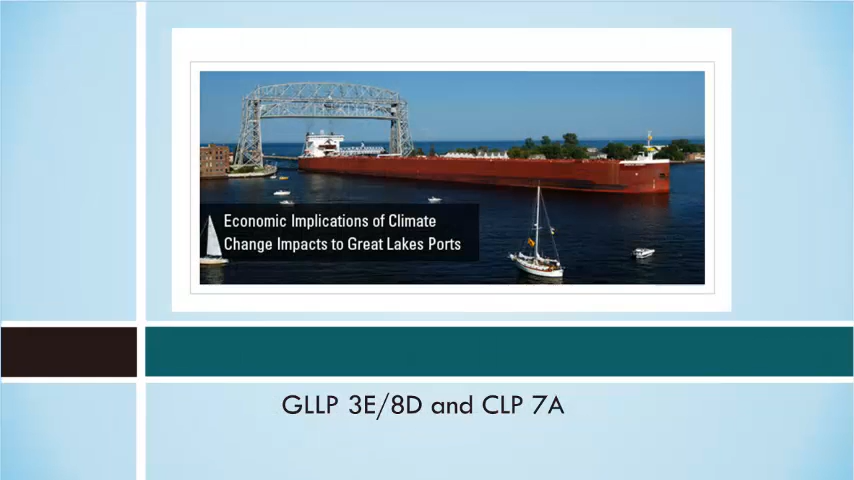 Economic Implications of Climate
Change Impacts to Great Lakes Ports
GLLP 3E/8D and CLP 7A